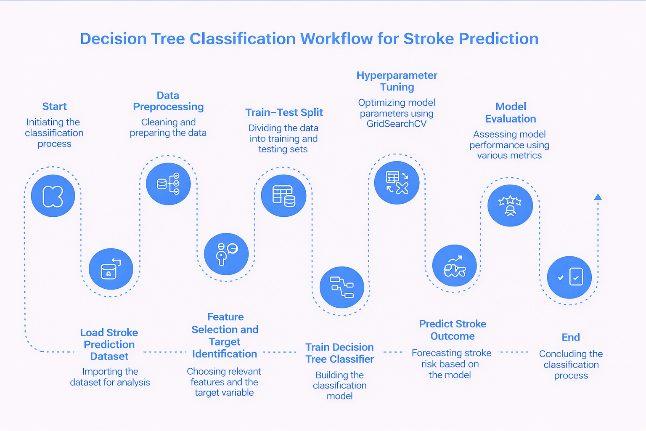 Decision Tree Classification Workflow for Stroke Prediction
Start
Initiating the
classiification
process
Data
Preprocessing
Cleaning and
preparing the data
Train–Test Split
Dividing the data
into training and
testing sets
Hyperparameter
Tuning
Optimizing model
parameters using
GridSearchCV
Model
Evaluation
Assessing model
performance using
various metrics
Load Stroke
Prediction
Dataset
Importing the
dataset for analysis
Feature
Selection and
Target
Identification
Choosing relevant
features and the
target variable
Train Decision
Tree Classifier
Building the
classification
model
Predict Stroke
Outcome
Forecasting stroke
risk based on
the model
End
Concluding the
classification
process